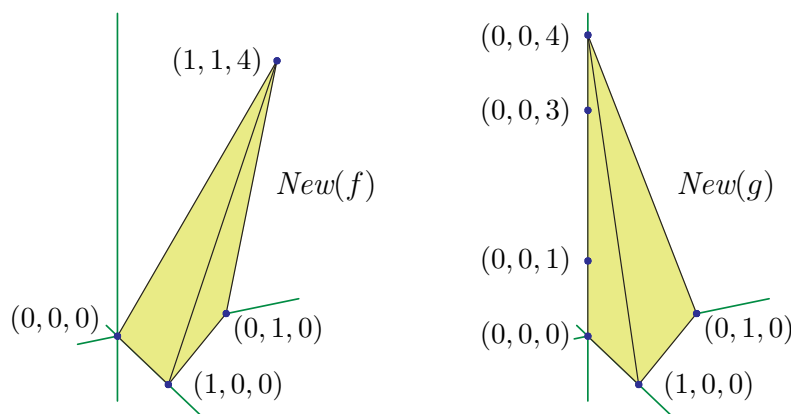 (1, 1, 4)
New(f)
(0, 0, 0)
(0, 1, 0)
(1, 0, 0)
(0, 0, 4)
(0, 0, 3)
New(g)
(0, 0, 1)
(0, 0, 0)
(0, 1, 0)
(1, 0, 0)